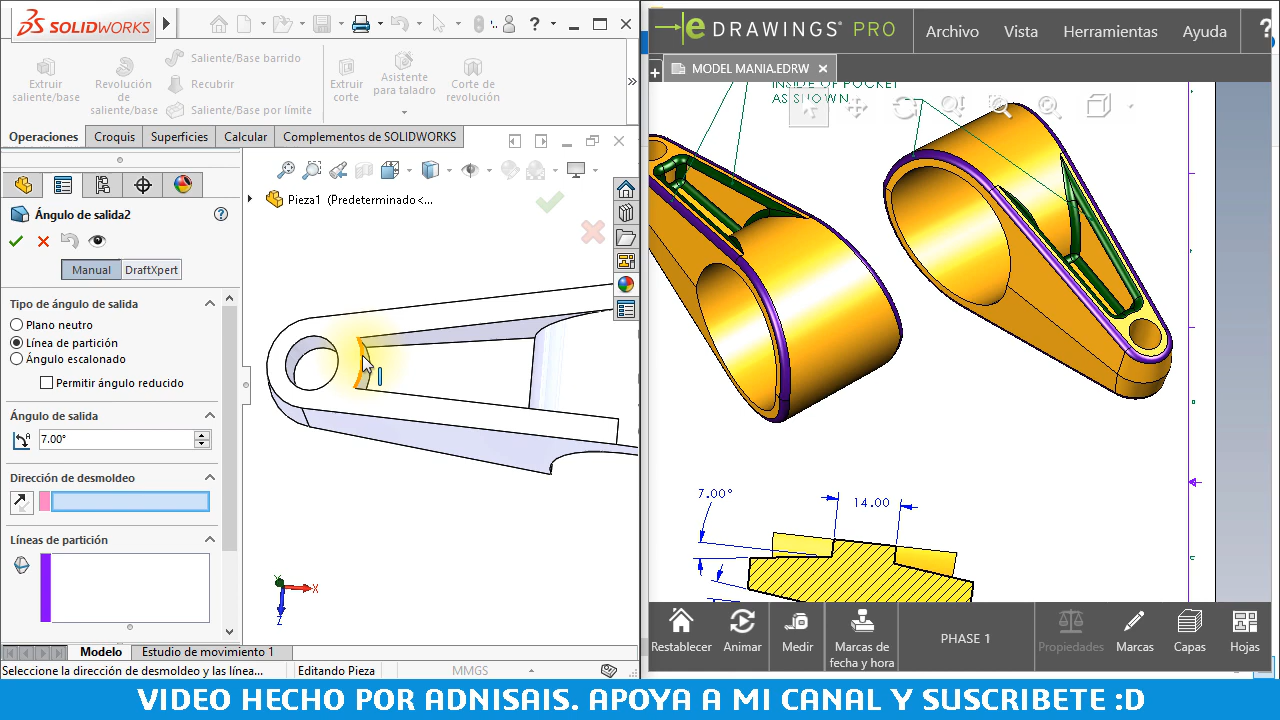 SOLIDWORKS
?
Extruir
saliente/base
Revolución
de
saliente/base
Saliente/Base barrido
Recubrir
Saliente/Base por límite
Extruir
corte
Asistente
para taladro
Corte de
revolución
Operaciones
Croquis
Superficies
Calcular
Complementos de SOLIDWORKS
Pieza1 (Predeterminado<...
Ángulo de salida2
?
Manual
DraftXpert
Tipo de ángulo de salida
Plano neutro
Línea de partición
Ángulo escalonado
Permitir ángulo reducido
Ángulo de salida
7.00°
Dirección de desmoldeo
Líneas de partición
Y
X
Z
Modelo
Estudio de movimiento 1
Seleccione la dirección de desmoldeo y las líne...
Editando Pieza
MMGS
eDRAWINGS® PRO
Archivo
Vista
Herramientas
Ayuda
?
MODEL MANIA.EDRW
INSIDE OF POCKET
AS SHOWN
7.00°
14.00
Restablecer
Animar
Medir
Marcas de
fecha y hora
PHASE 1
Propiedades
Marcas
Capas
Hojas
VIDEO HECHO POR ADNISAIS. APOYA A MI CANAL Y SUSCRIBETE :D